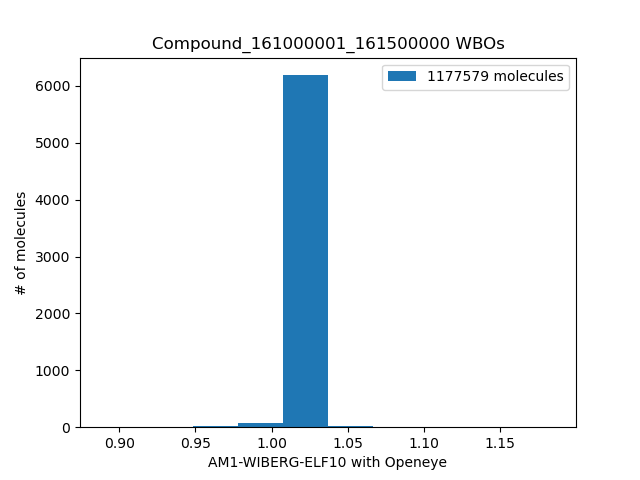 Compound_161000001_161500000 WBOs
1177579 molecules
# of molecules
6000
5000
4000
3000
2000
1000
0
0.90 0.95 1.00 1.05 1.10 1.15
AM1-WIBERG-ELF10 with Openeye